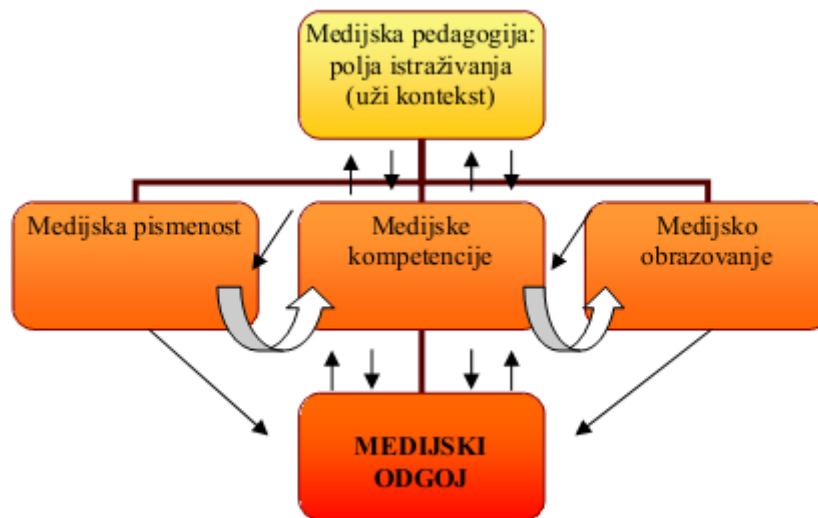 Medijska pedagogija:
polja istraživanja
(uži kontekst)
Medijska pismenost
Medijske
kompetencije
Medijsko
obrazovanje
MEDIJSKI
ODGOJ